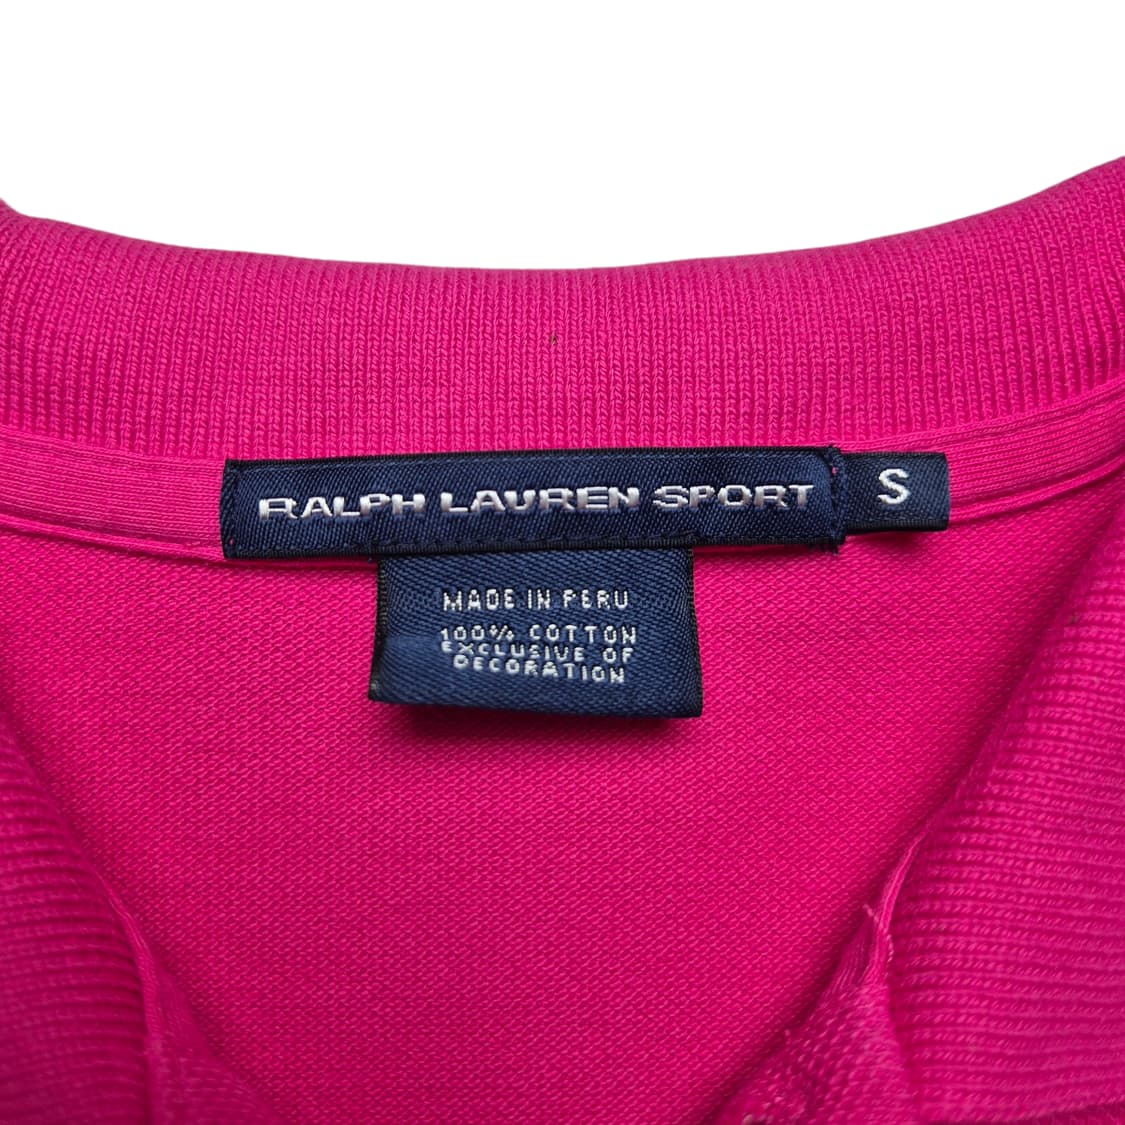 RALPH LAUREN SPORT
S
MADE IN PERU
100% COTTON
EXCLUSIVE OF
DECORATION